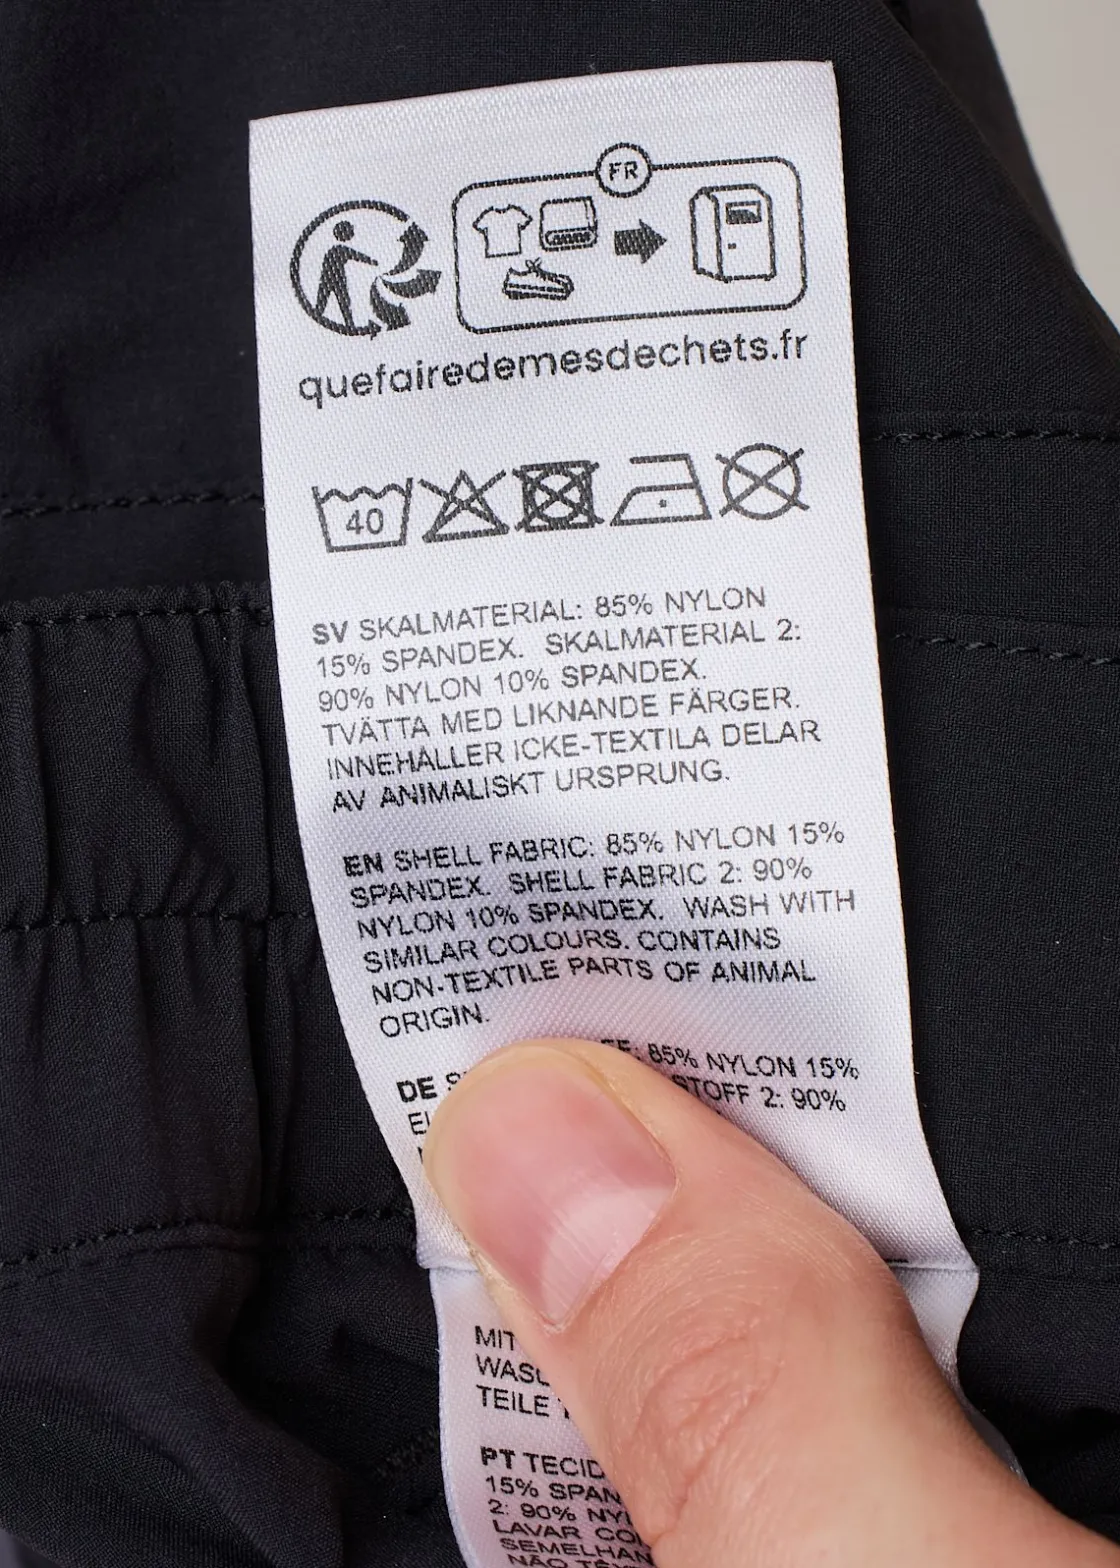 FR
quefairedemesdechets.fr
40
SV SKALMATERIAL: 85% NYLON
15% SPANDEX. SKALMATERIAL 2:
90% NYLON 10% SPANDEX.
TVÄTTA MED LIKNANDE FÄRGER.
INNEHÅLLER ICKE-TEXTILA DELAR
AV ANIMALISKT URSPRUNG.
EN SHELL FABRIC: 85% NYLON 15%
SPANDEX. SHELL FABRIC 2: 90%
NYLON 10% SPANDEX. WASH WITH
SIMILAR COLOURS. CONTAINS
NON-TEXTILE PARTS OF ANIMAL
ORIGIN.
DE 85% NYLON 15%
STOFF 2: 90%
MIT
TEILE
PT
15%
2: 90%
LAVAR